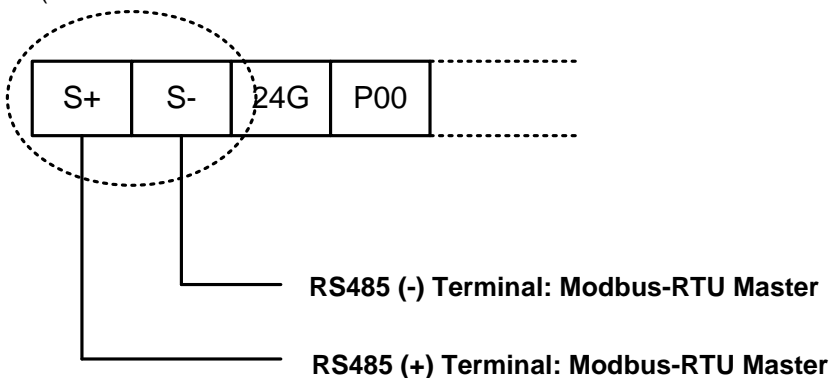 S+ S- 24G P00
RS485 (-) Terminal: Modbus-RTU Master
RS485 (+) Terminal: Modbus-RTU Master